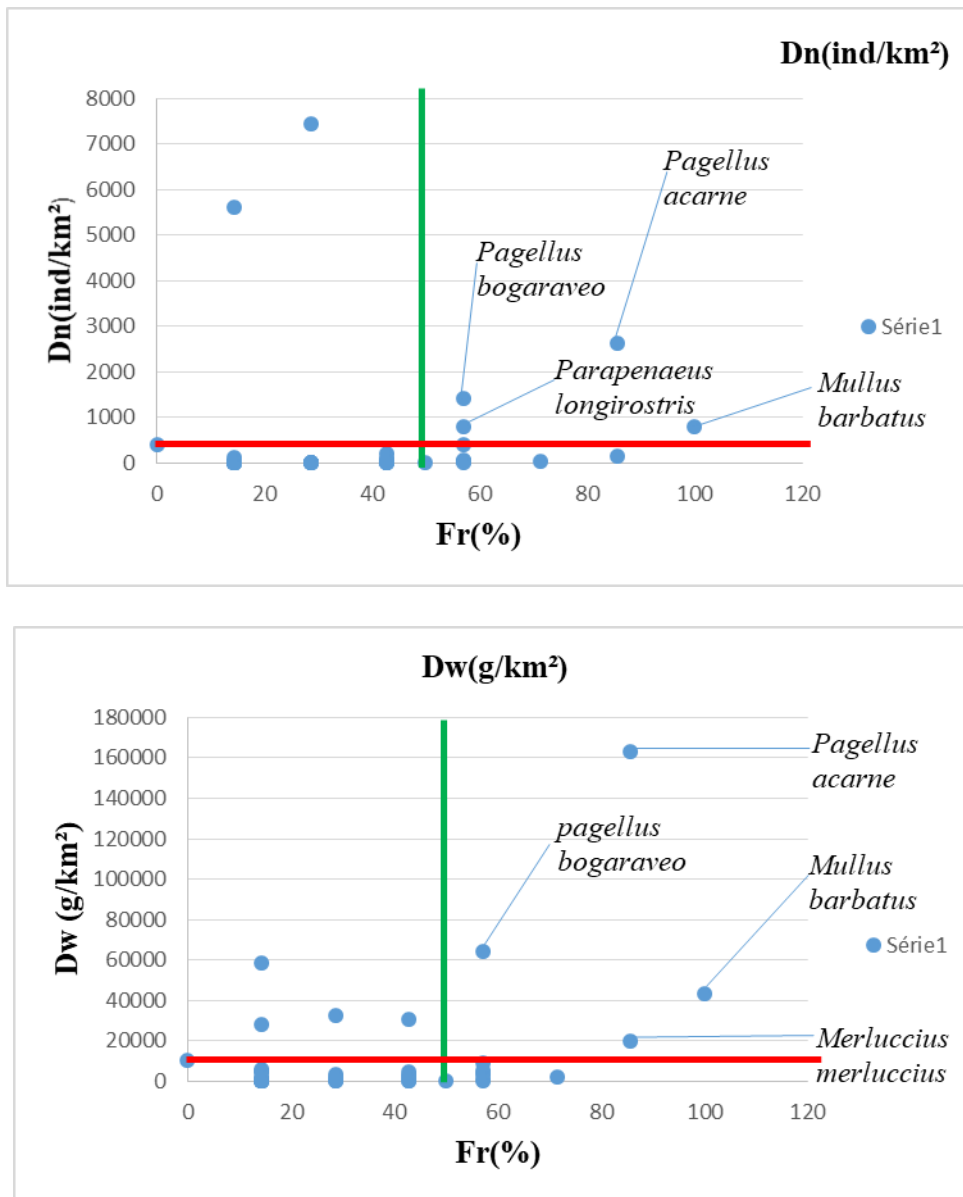 Dn(ind/km²)
8000
7000
6000
5000
4000
3000
2000
1000
0
Dn(ind/km²)
Pagellus
acarne
Pagellus
bogaraveo
Parapenaeus
longirostris
Mullus
barbatus
Série1
0 20 40 60 80 100 120
Fr(%)
Dw(g/km²)
180000
160000
140000
120000
100000
80000
60000
40000
20000
0
Dw (g/km²)
Pagellus
acarne
pagellus
bogaraveo
Mullus
barbatus
Série1
Merluccius
merluccius
0 20 40 60 80 100 120
Fr(%)